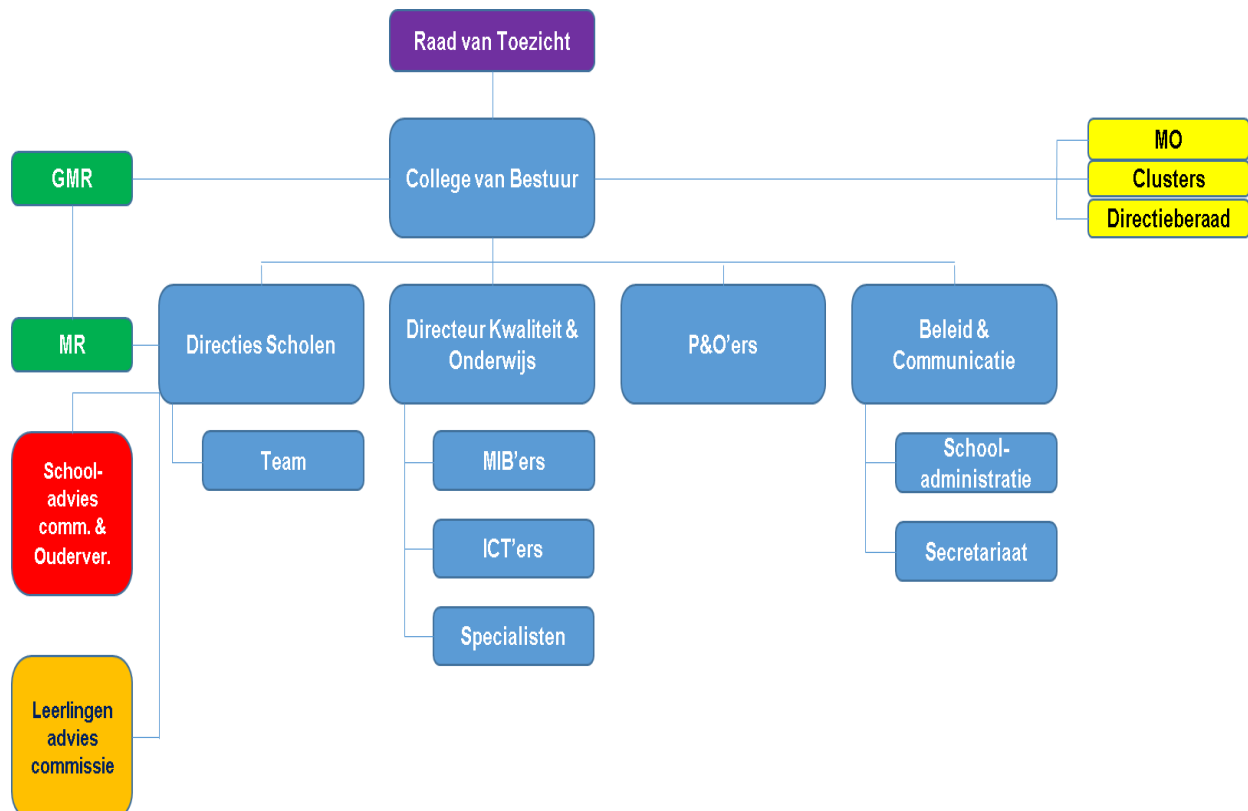 Raad van Toezicht
College van Bestuur
GMR
MO
Clusters
Directieberaad
MR
Directies Scholen
Directeur Kwaliteit &
Onderwijs
P&O'ers
Beleid &
Communicatie
School-
advies
comm. &
Ouderver.
Team
MIB'ers
School-
administratie
ICT'ers
Secretariaat
Specialisten
Leerlingen
advies
commissie